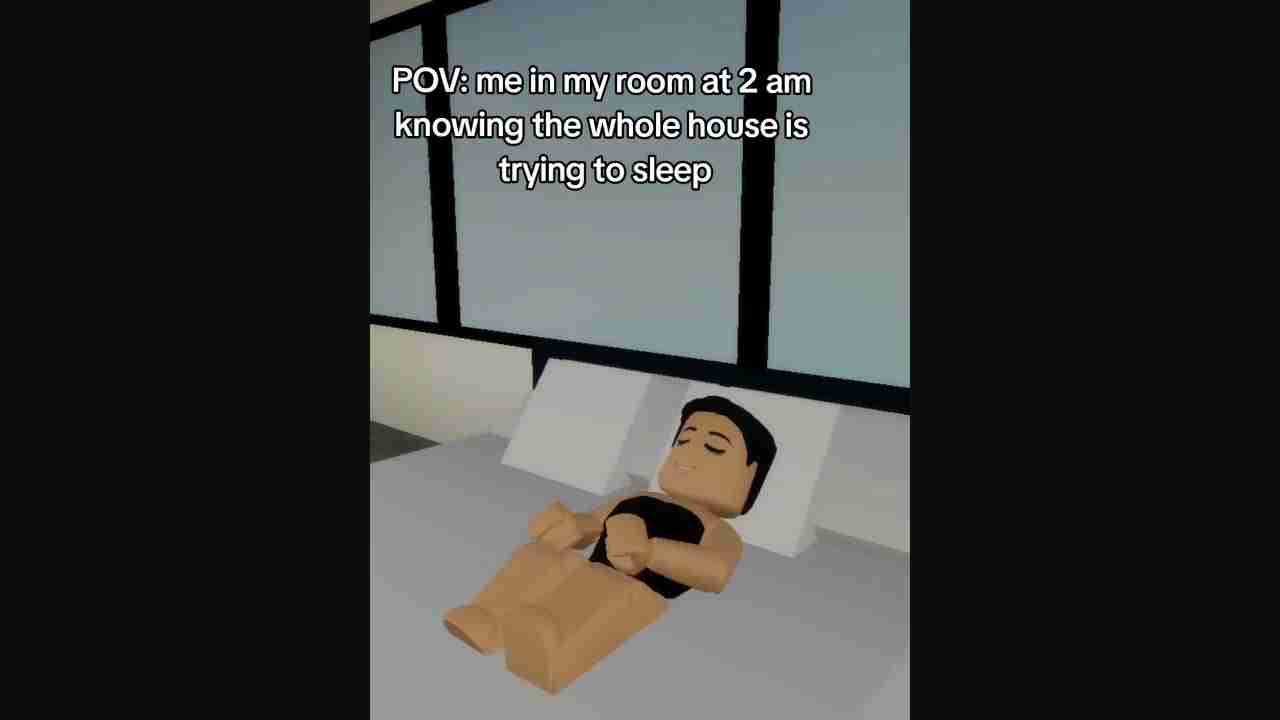 POV: me in my room at 2 am
knowing the whole house is
trying to sleep